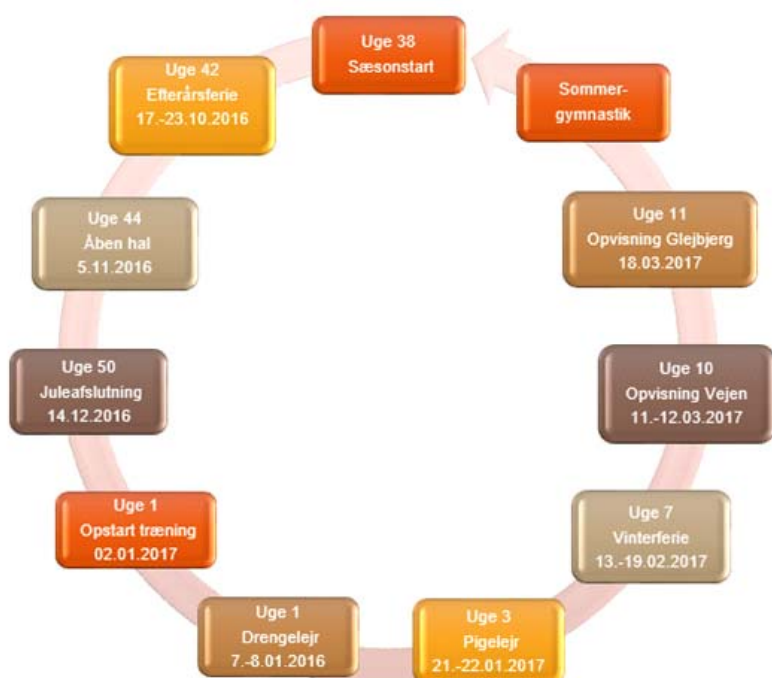 Uge 38
Sæsonstart
Uge 42
Efterårsferie
17.-23.10.2016
Uge 44
Åben hal
5.11.2016
Uge 50
Juleafslutning
14.12.2016
Uge 1
Opstart træning
02.01.2017
Uge 1
Drengelejr
7.-8.01.2016
Uge 3
Pigelejr
21.-22.01.2017
Uge 7
Vinterferie
13.-19.02.2017
Uge 10
Opvisning Vejen
11.-12.03.2017
Uge 11
Opvisning Glejbjerg
18.03.2017
Sommer-
gymnastik